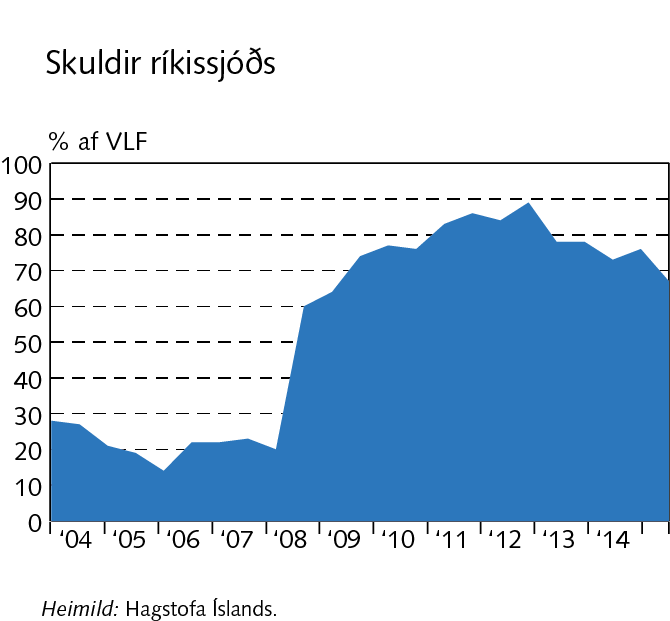 Skuldir ríkissjóðs
% af VLF
100
90
80
70
60
50
40
30
20
10
0
‘04 ‘05 ‘06 ‘07 ‘08 ‘09 ‘10 ‘11 ‘12 ‘13 ‘14
Heimild: Hagstofa Íslands.